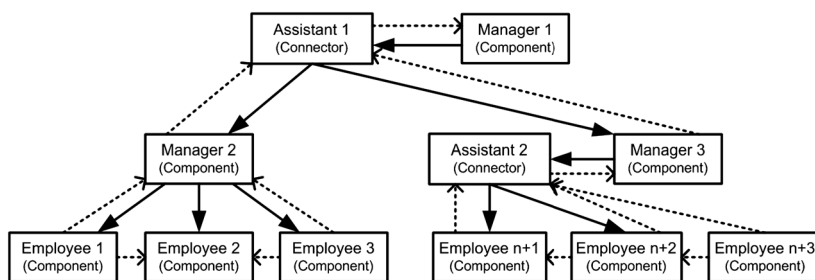 Assistant 1
(Connector)
Manager 1
(Component)
Manager 2
(Component)
Assistant 2
(Connector)
Manager 3
(Component)
Employee 1
(Component)
Employee 2
(Component)
Employee 3
(Component)
Employee n+1
(Component)
Employee n+2
(Component)
Employee n+3
(Component)